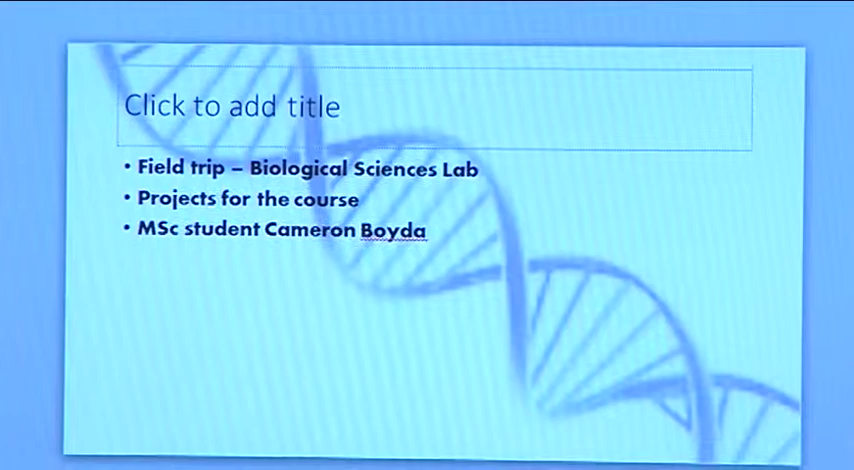 Click to add title
• Field trip – Biological Sciences Lab
• Projects for the course
• MSc student Cameron Boyda